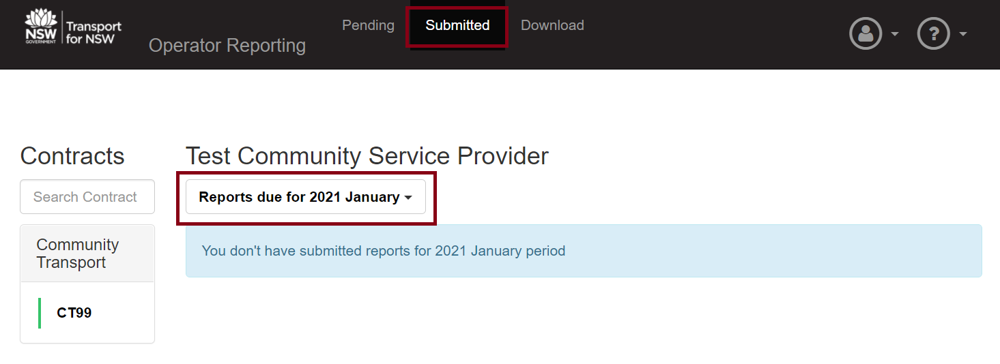 NSW
GOVERNMENT
Transport
for NSW
Operator Reporting
Pending
Submitted
Download
?
Contracts
Test Community Service Provider
Search Contract
Reports due for 2021 January
You don't have submitted reports for 2021 January period
Community
Transport
CT99